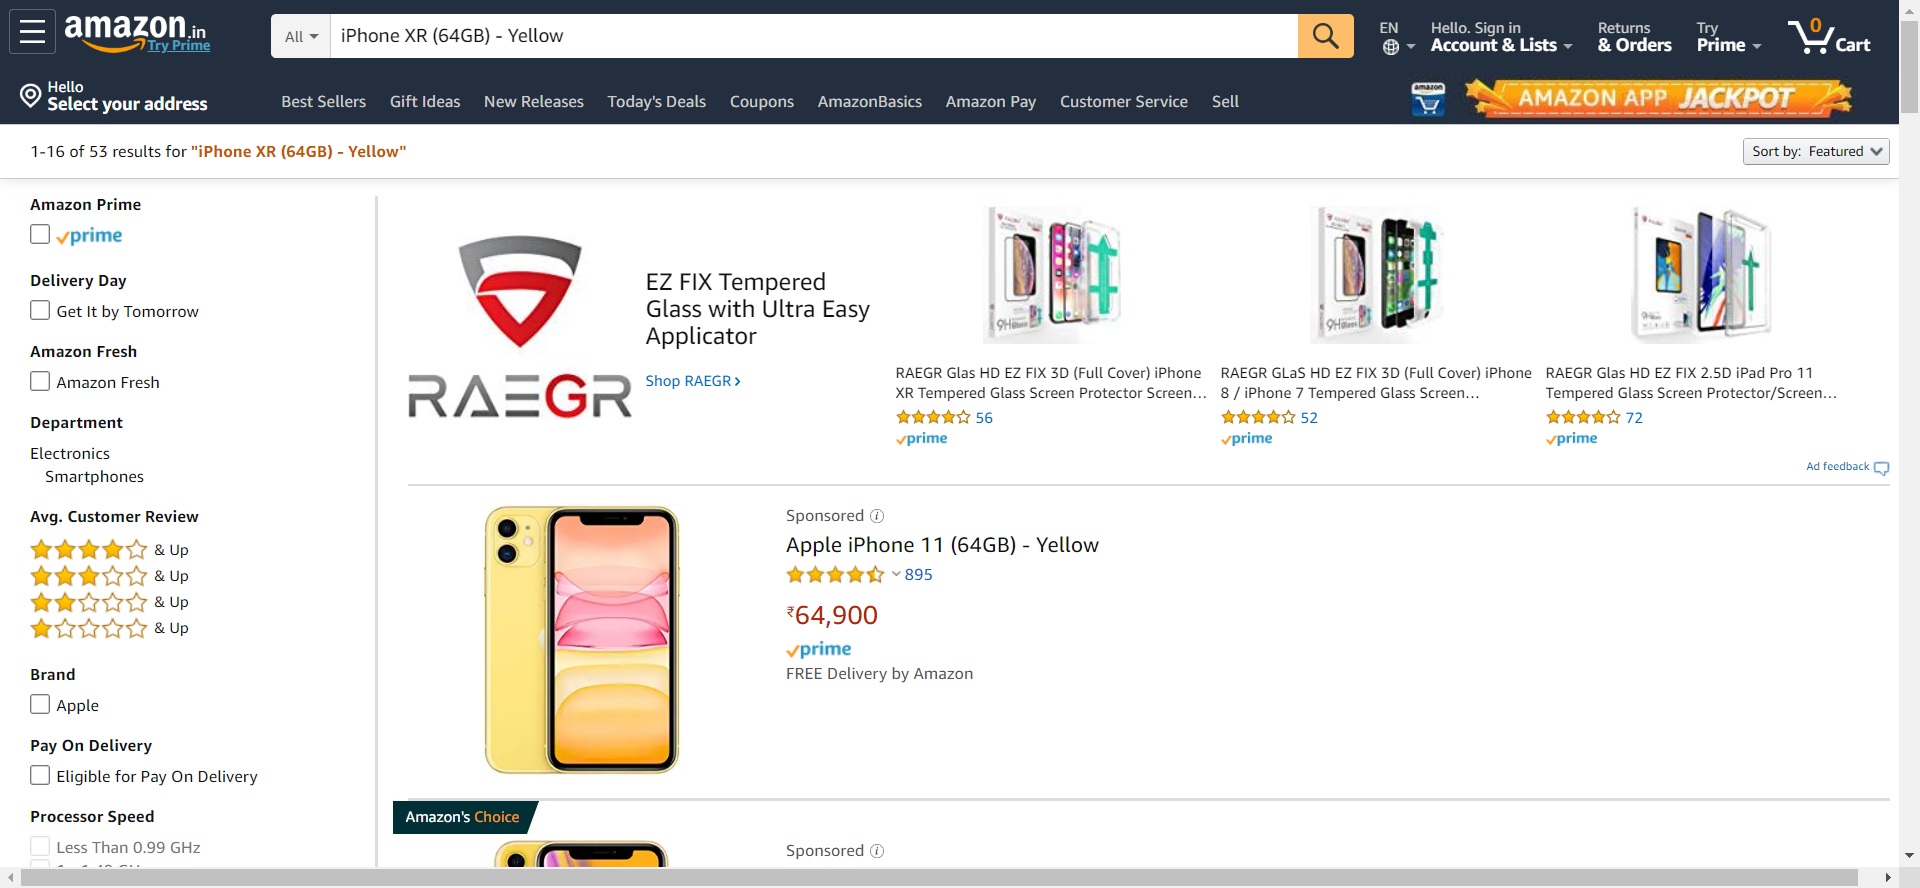 amazon.in
Try Prime
All
iPhone XR (64GB) - Yellow
EN
Hello. Sign in
Account & Lists
Returns
& Orders
Try
Prime
0
Cart
Hello
Select your address
Best Sellers
Gift Ideas
New Releases
Today's Deals
Coupons
AmazonBasics
Amazon Pay
Customer Service
Sell
amazon
AMAZON APP JACKPOT
1-16 of 53 results for "iPhone XR (64GB) - Yellow"
Sort by: Featured
Amazon Prime
prime
Delivery Day
Get It by Tomorrow
Amazon Fresh
Amazon Fresh
Department
Electronics
Smartphones
Avg. Customer Review
& Up
& Up
& Up
& Up
Brand
Apple
Pay On Delivery
Eligible for Pay On Delivery
Processor Speed
Less Than 0.99 GHz
RAEGR
EZ FIX Tempered
Glass with Ultra Easy
Applicator
Shop RAEGR
RAEGR Glas HD EZ FIX 3D (Full Cover) iPhone
XR Tempered Glass Screen Protector Screen…
56
prime
RAEGR GLaS HD EZ FIX 3D (Full Cover) iPhone
8 / iPhone 7 Tempered Glass Screen…
52
prime
RAEGR Glas HD EZ FIX 2.5D iPad Pro 11
Tempered Glass Screen Protector/Screen…
72
prime
Ad feedback
Sponsored
Apple iPhone 11 (64GB) - Yellow
895
₹64,900
prime
FREE Delivery by Amazon
Amazon's Choice
Sponsored